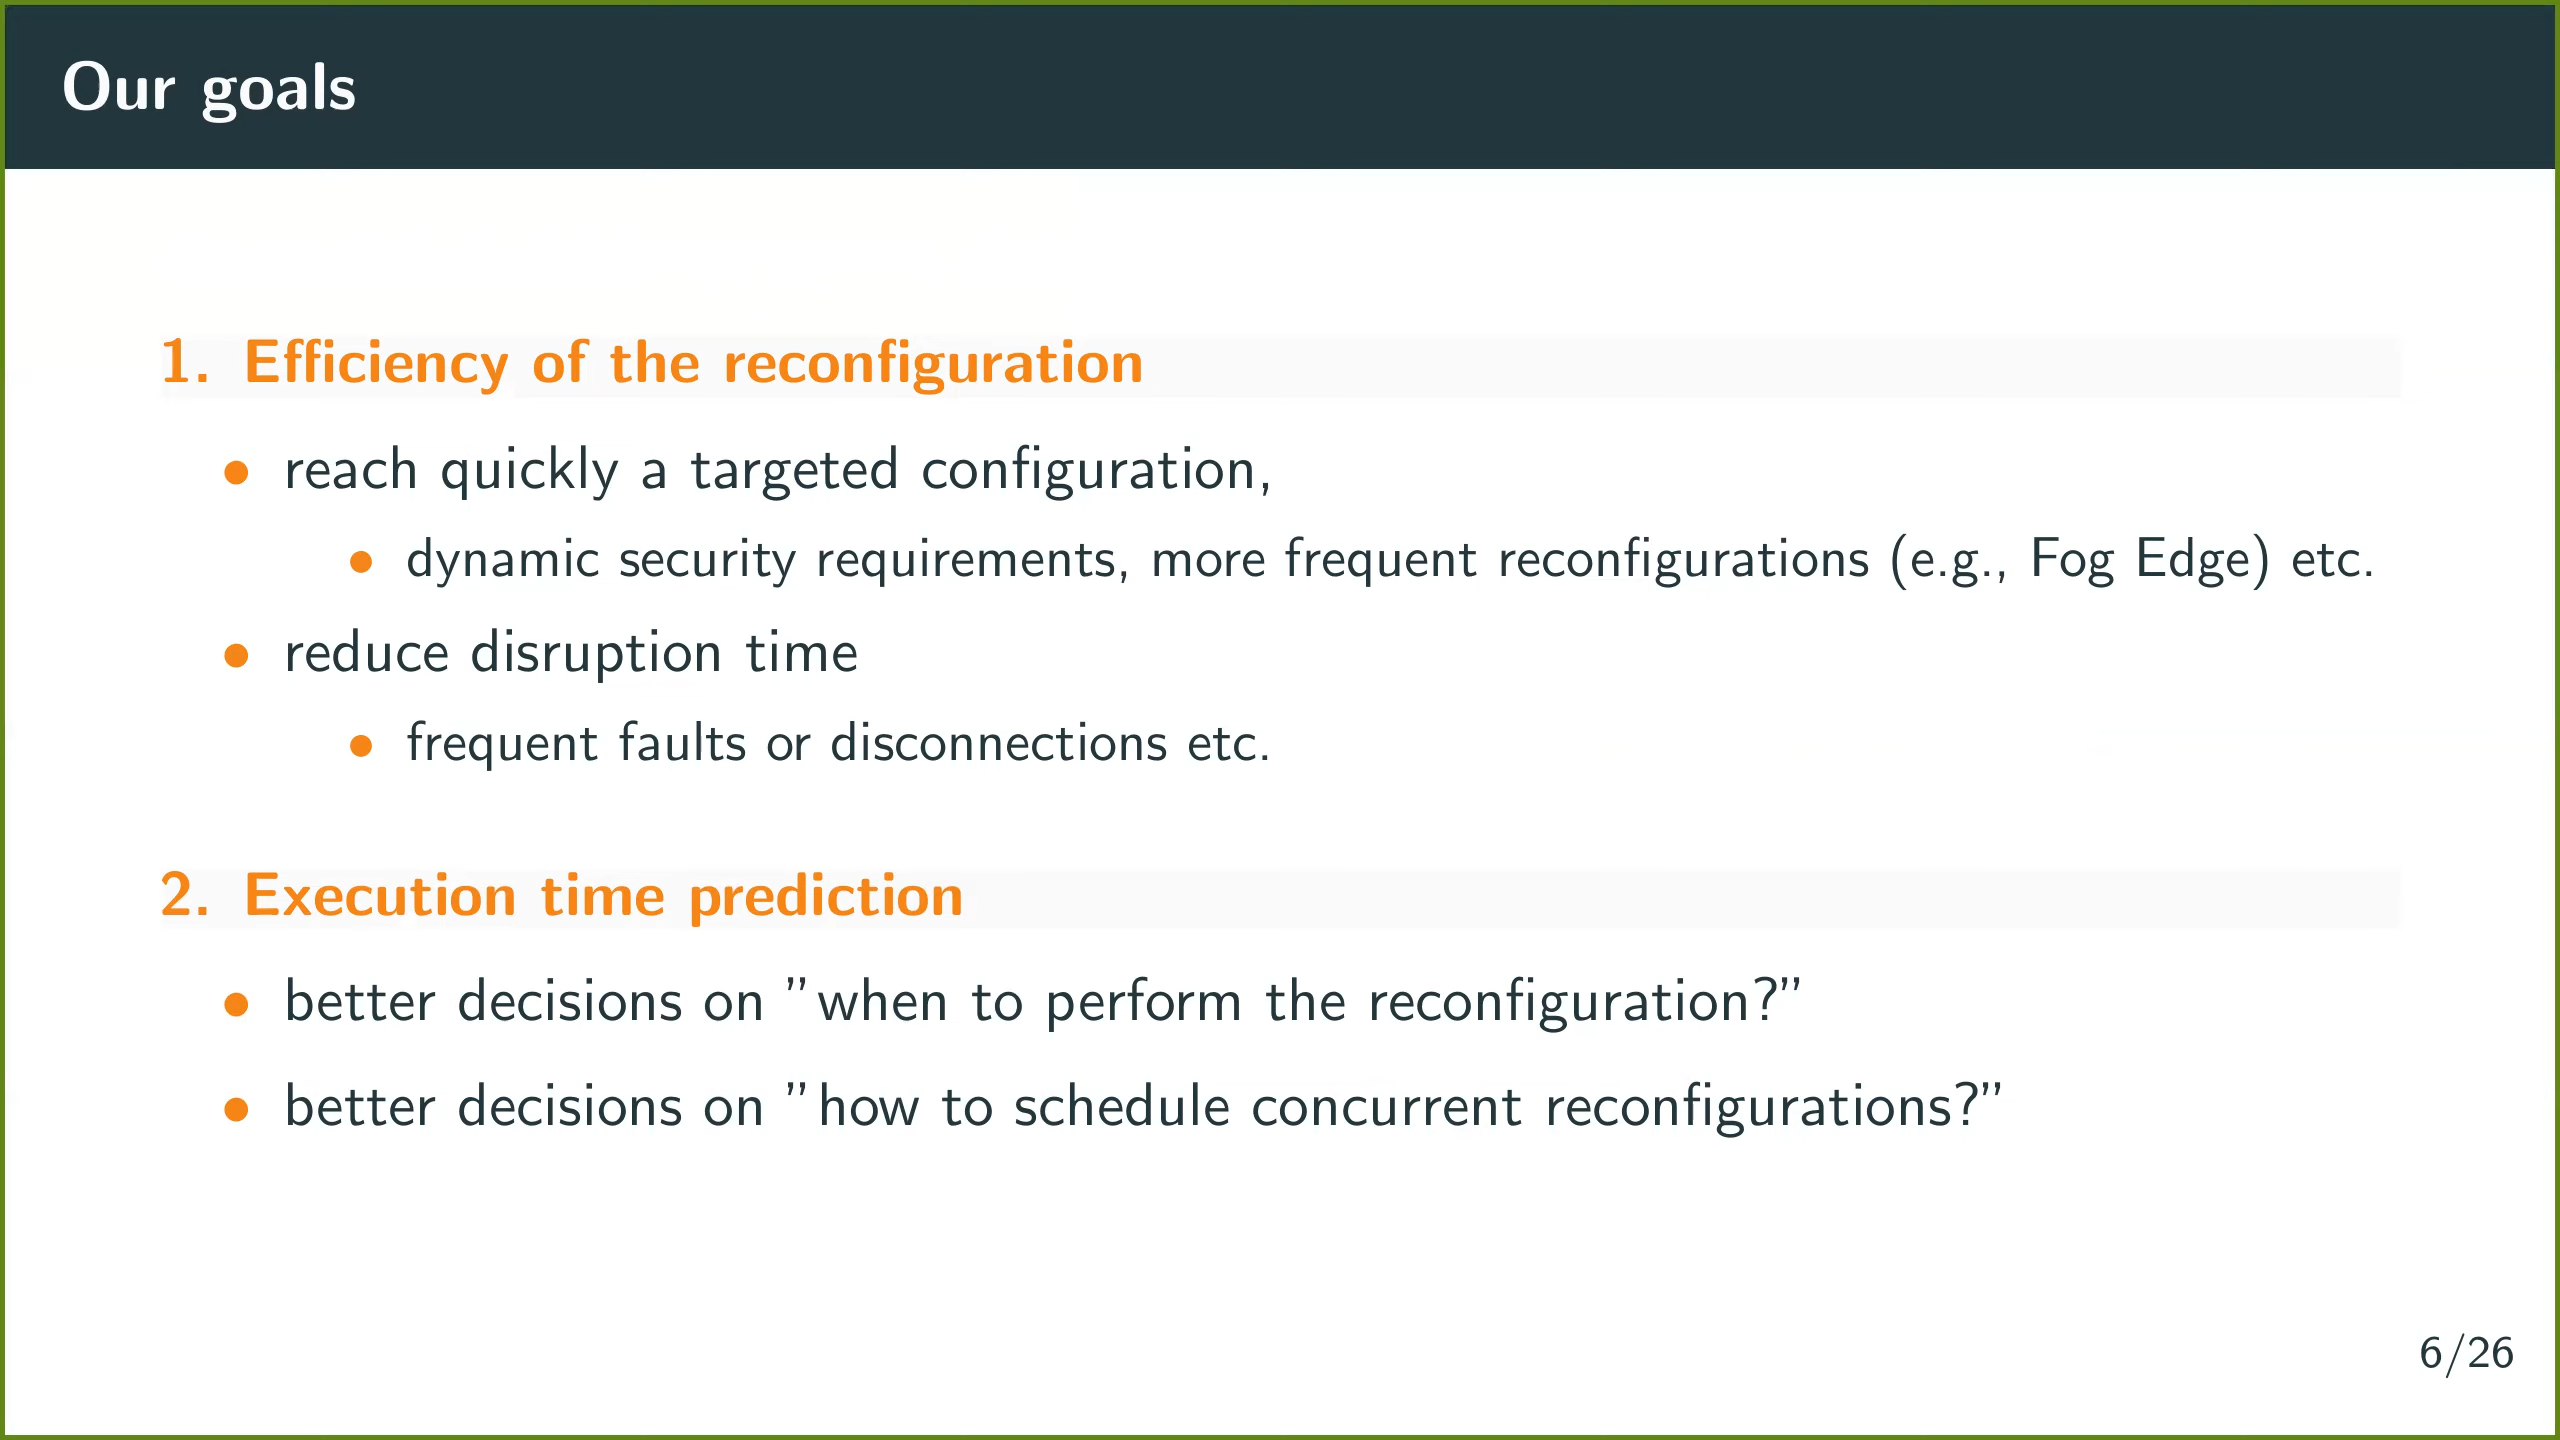 Our goals
1. Efficiency of the reconfiguration
• reach quickly a targeted configuration,
• dynamic security requirements, more frequent reconfigurations (e.g., Fog Edge) etc.
• reduce disruption time
• frequent faults or disconnections etc.
2. Execution time prediction
• better decisions on ”when to perform the reconfiguration?”
• better decisions on ”how to schedule concurrent reconfigurations?”
6/26